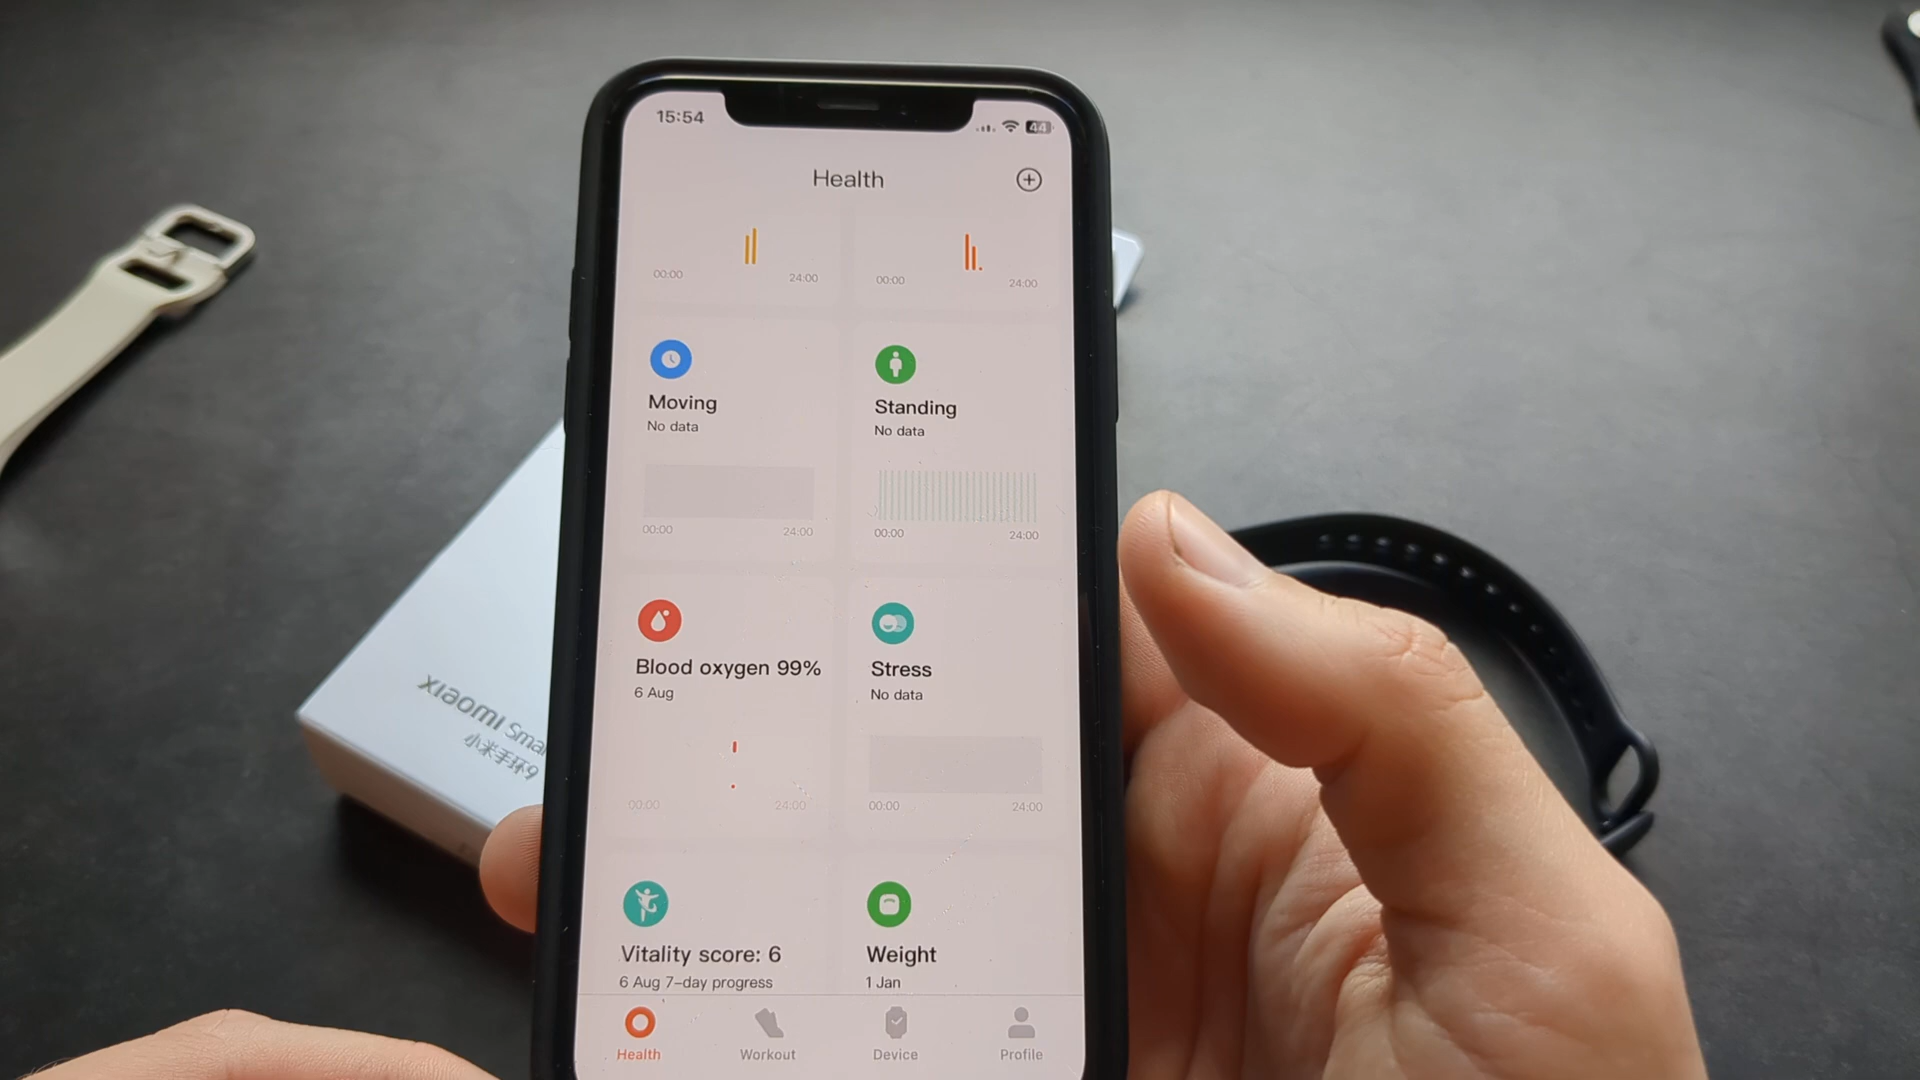 15:54
44
Health
00:00 24:00
00:00 24:00
Moving
No data
00:00 24:00
Standing
No data
00:00 24:00
Blood oxygen 99%
6 Aug
00:00 24:00
Stress
No data
00:00 24:00
Vitality score: 6
6 Aug 7-day progress
Weight
1 Jan
Health
Workout
Device
Profile
xiaomi Smar
小米手环9